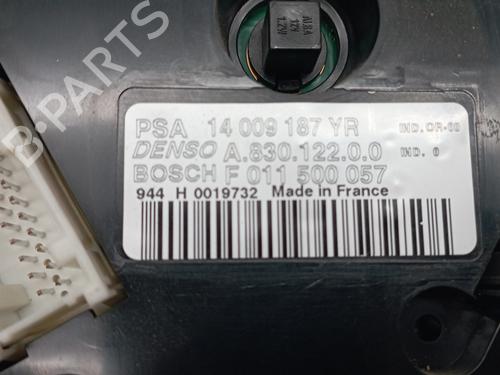 PSA 14 009 187 YR IND.OR-00
DENSO A.830.122.0.0 IND. 0
BOSCH F 011 500 057
944 H 0019732 Made in France